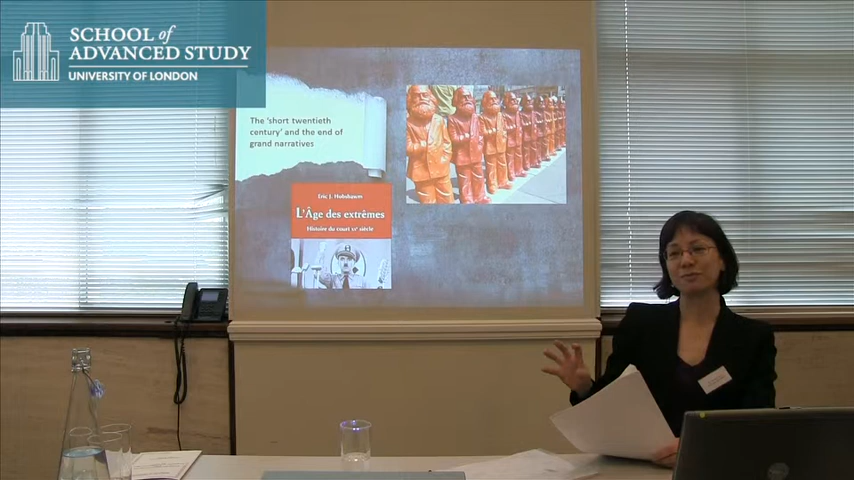 SCHOOL of
ADVANCED STUDY
UNIVERSITY OF LONDON
The 'short twentieth
century' and the end of
grand narratives
Eric J. Hobsbawm
L'Âge des extrêmes
Histoire du court XXe siècle
DELL